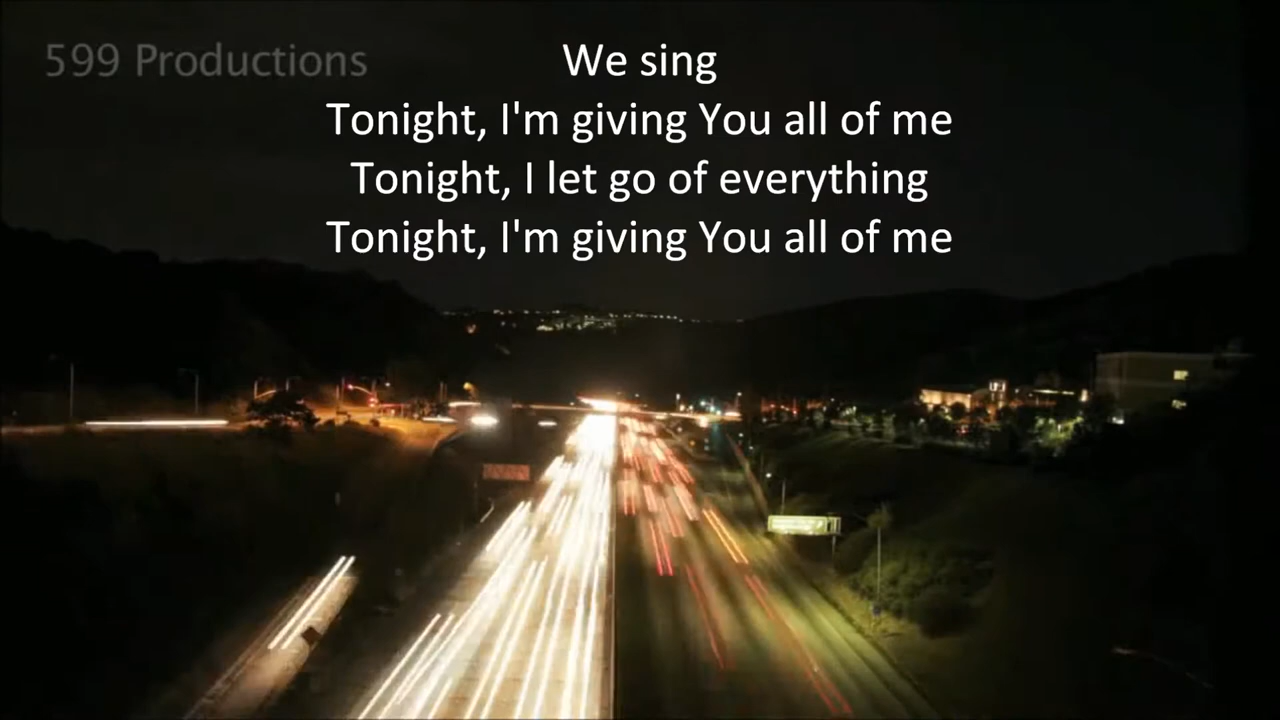 599 Productions
We sing
Tonight, I'm giving You all of me
Tonight, I let go of everything
Tonight, I'm giving You all of me